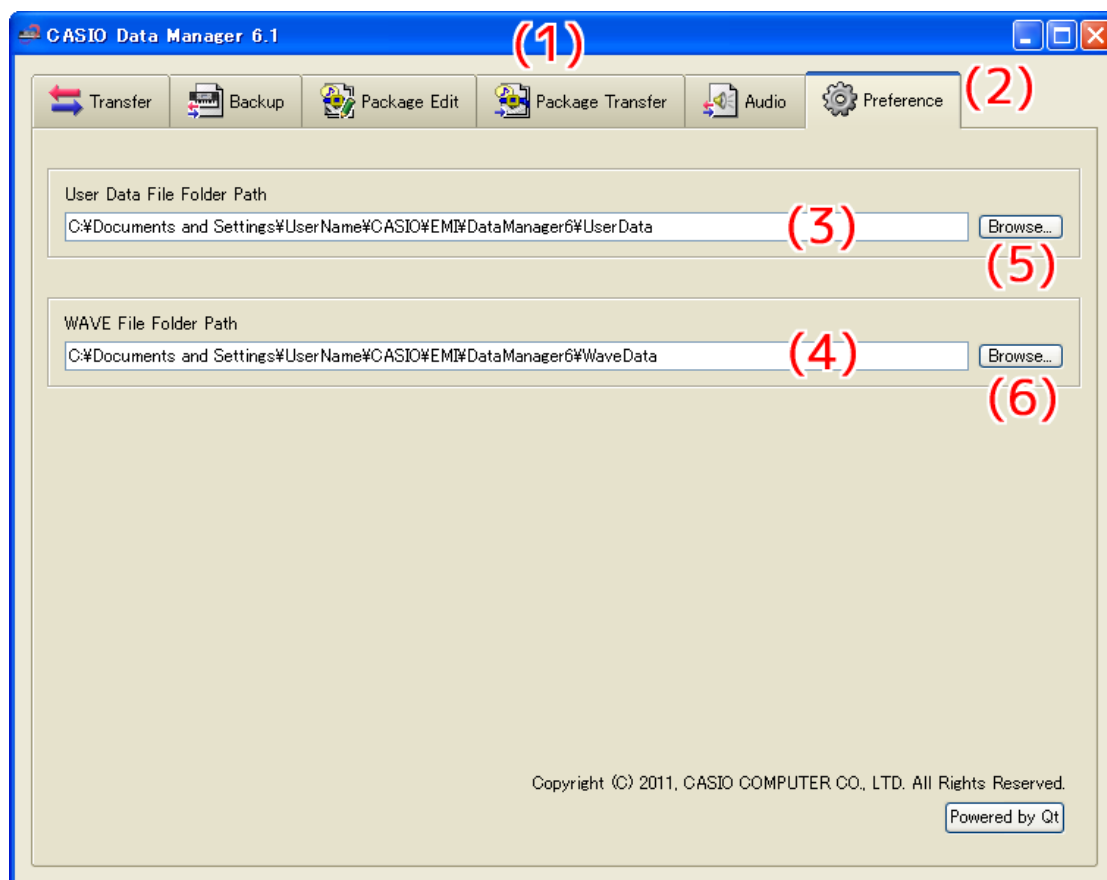 CASIO Data Manager 6.1
(1)
Transfer
Backup
Package Edit
Package Transfer
Audio
Preference
(2)
User Data File Folder Path
C:¥Documents and Settings¥UserName¥CASIO¥EMI¥DataManager6¥UserData
(3)
Browse...
(5)
WAVE File Folder Path
C:¥Documents and Settings¥UserName¥CASIO¥EMI¥DataManager6¥WaveData
(4)
Browse...
(6)
Copyright (C) 2011, CASIO COMPUTER CO., LTD. All Rights Reserved.
Powered by Qt